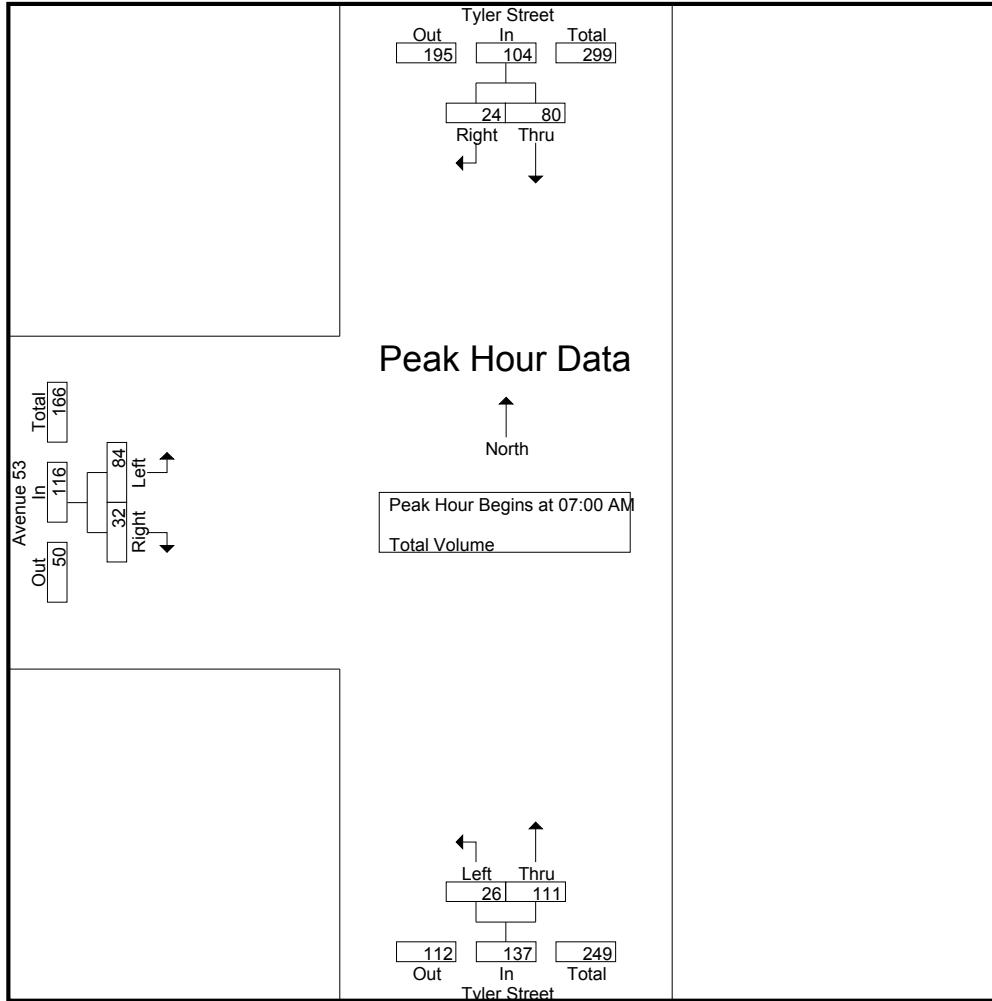 Tyler Street
Out In Total
195 104 299
24 80
Right Thru
Peak Hour Data
North
Peak Hour Begins at 07:00 AM
Total Volume
Avenue 53
Out In Total
50 116 166
32 84
Right Left
Left Thru
26 111
112 137 249
Out In Total
Tyler Street